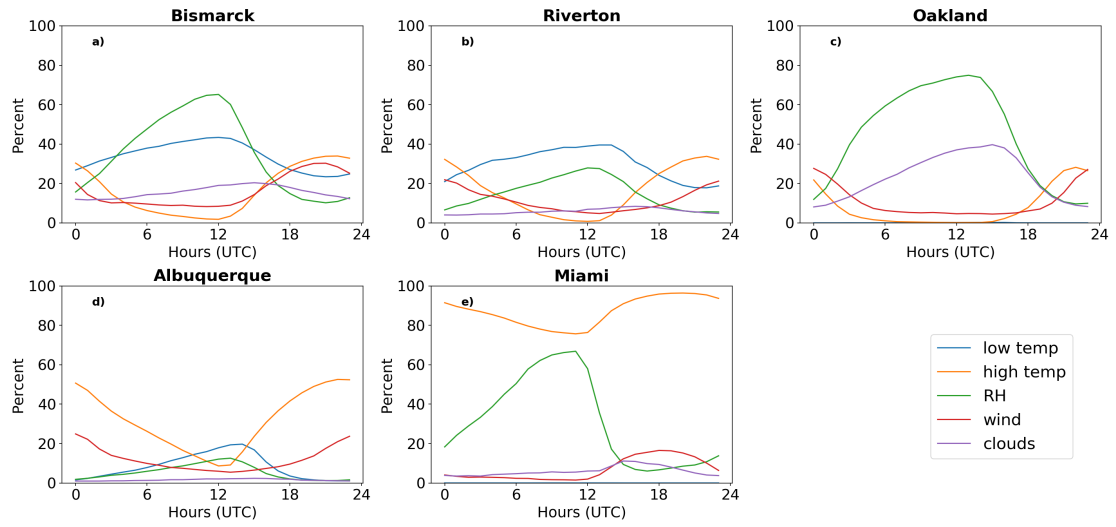 Bismarck
a)
Percent
100
80
60
40
20
0
0 6 12 18 24
Hours (UTC)
Riverton
b)
Percent
100
80
60
40
20
0
0 6 12 18 24
Hours (UTC)
Oakland
c)
Percent
100
80
60
40
20
0
0 6 12 18 24
Hours (UTC)
Albuquerque
d)
Percent
100
80
60
40
20
0
0 6 12 18 24
Hours (UTC)
Miami
e)
Percent
100
80
60
40
20
0
0 6 12 18 24
Hours (UTC)
low temp
high temp
RH
wind
clouds